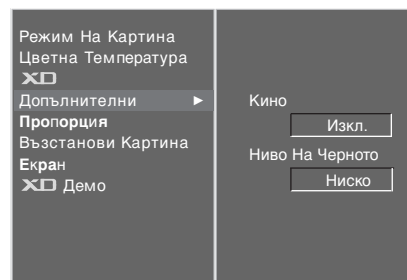 Режим На Картина
Цветна Температура
XD
Допълнителни ►
Пропорция
Възстанови Картина
Екран
XD Демо
Кино
Изкл.
Ниво На Черното
Ниско